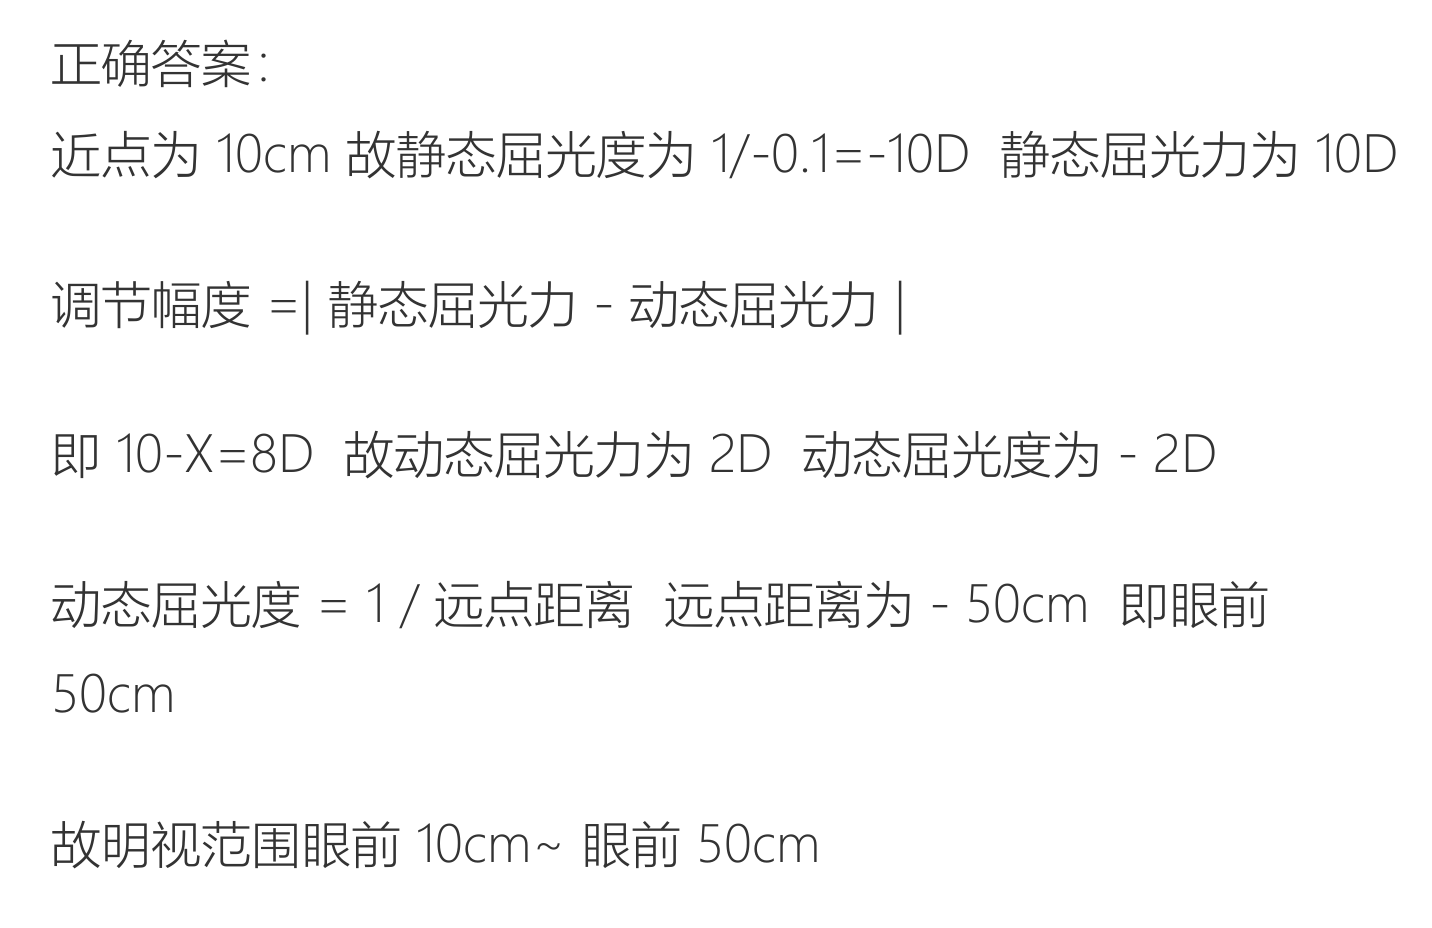 正确答案：
近点为 10cm 故静态屈光度为 1/-0.1=-10D  静态屈光力为 10D
调节幅度 =| 静态屈光力 - 动态屈光力 |
即 10-X=8D  故动态屈光力为 2D  动态屈光度为 - 2D
动态屈光度 = 1 / 远点距离  远点距离为 - 50cm  即眼前
50cm
故明视范围眼前 10cm~ 眼前 50cm